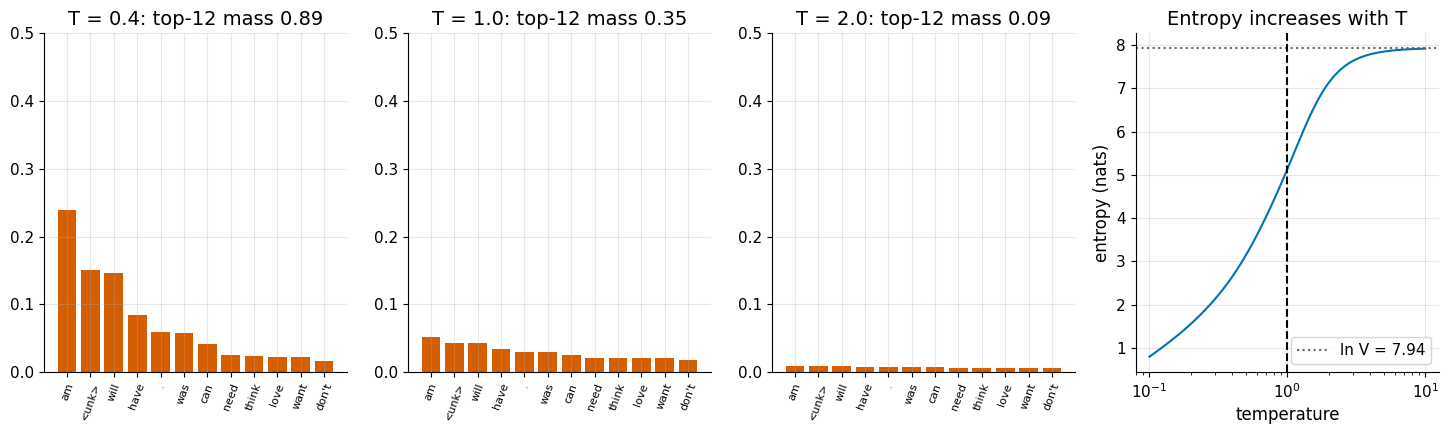 T = 0.4: top-12 mass 0.89
0.5
0.4
0.3
0.2
0.1
0.0
am
<unk>
will
have
.
was
can
need
think
love
want
don't
T = 1.0: top-12 mass 0.35
0.5
0.4
0.3
0.2
0.1
0.0
am
<unk>
will
have
.
was
can
need
think
love
want
don't
T = 2.0: top-12 mass 0.09
0.5
0.4
0.3
0.2
0.1
0.0
am
<unk>
will
have
.
was
can
need
think
love
want
don't
Entropy increases with T
entropy (nats)
8
7
6
5
4
3
2
1
ln V = 7.94
10⁻¹
10⁰
10¹
temperature